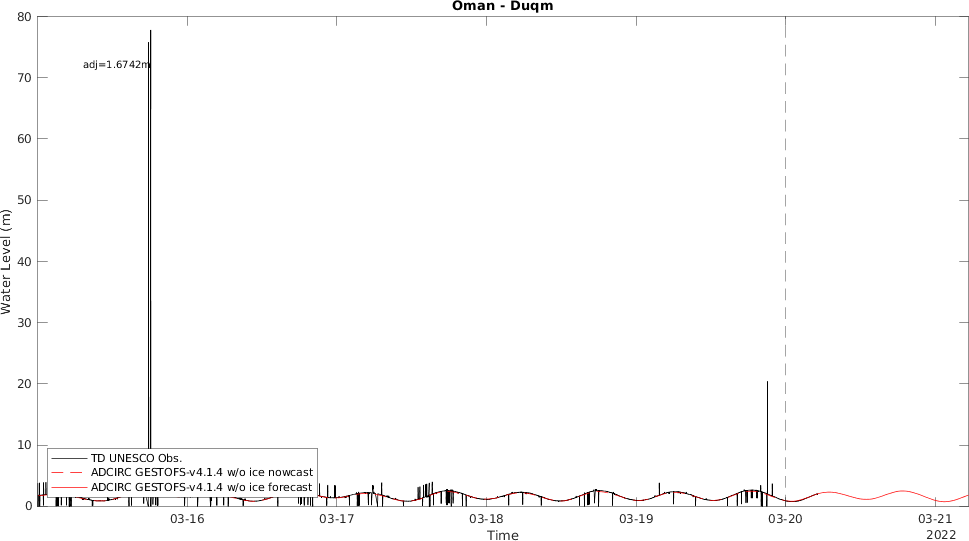 Oman - Duqm
80
70
60
50
40
30
20
10
0
Water Level (m)
adj=1.6742m
TD UNESCO Obs.
ADCIRC GESTOFS-v4.1.4 w/o ice nowcast
ADCIRC GESTOFS-v4.1.4 w/o ice forecast
03-16
03-17
03-18
03-19
03-20
03-21
Time
2022